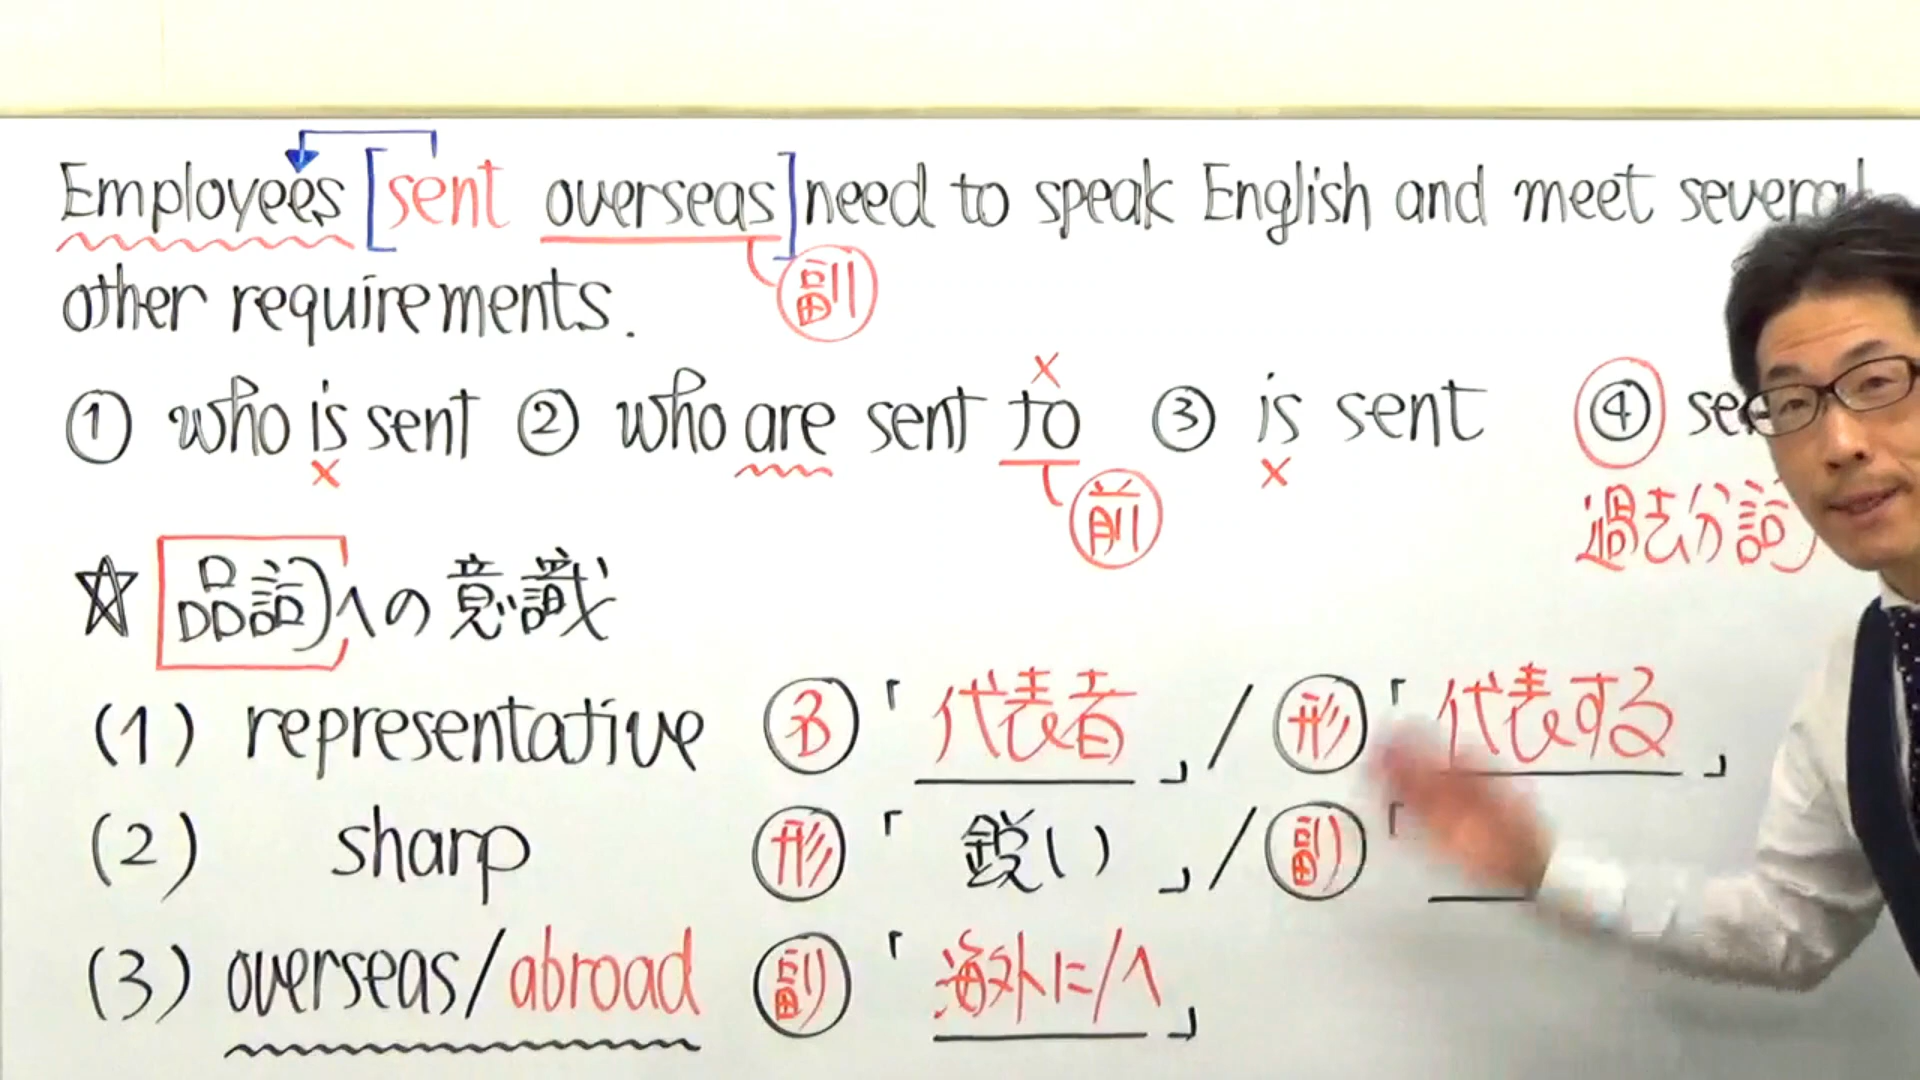 Employees [sent overseas] need to speak English and meet several
副
other requirements.
① who is sent ② who are sent to ③ is sent ④
× × ×
前
過去分詞
☆ 品詞への意識
(1) representative 名「代表者」/ 形「代表する」
(2) sharp 形「鋭い」/ 副「
(3) overseas/abroad 副「海外に/へ」